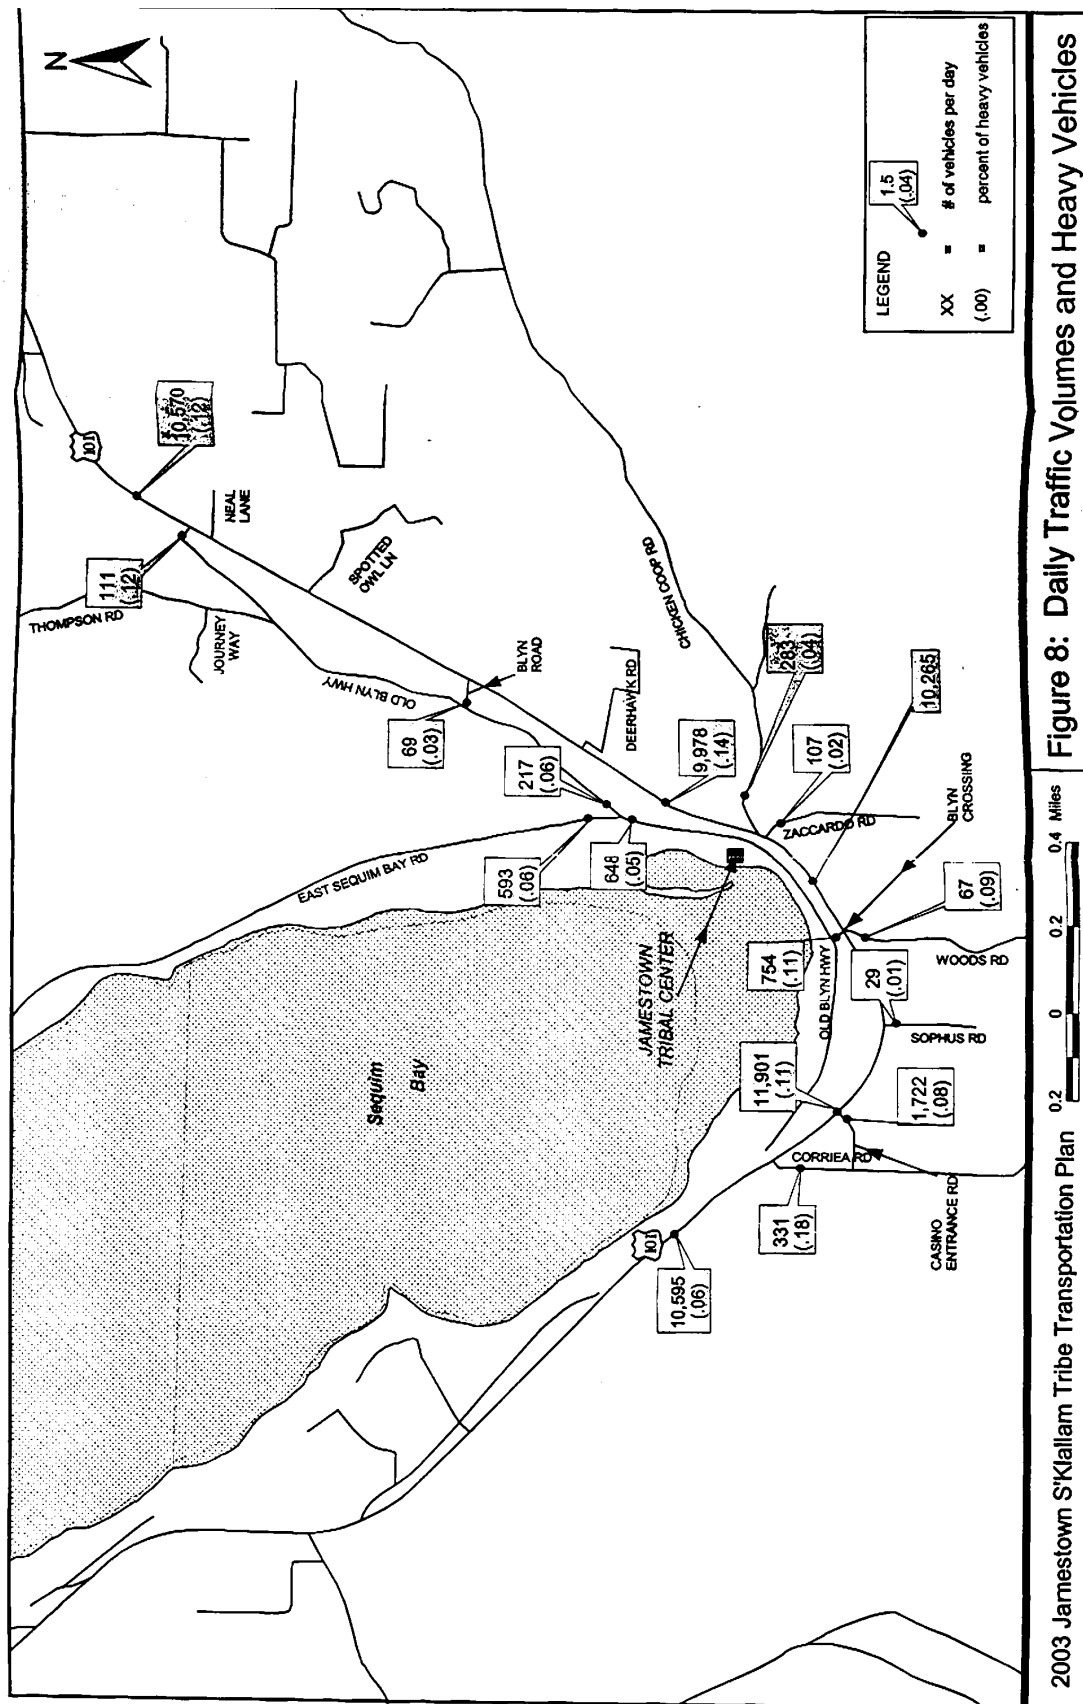 N
101
10,570
(.12)
111
(.12)
NEAL
LANE
THOMPSON RD
JOURNEY
WAY
SPOTTED
OWL LN
OLD BLYN HWY
BLYN
ROAD
69
(.03)
217
(.06)
DEERHAWK RD
CHICKEN COOP RD
9,978
(.14)
283
(.04)
10,265
107
(.02)
ZACCARDO RD
BLYN
CROSSING
EAST SEQUIM BAY RD
593
(.06)
648
(.05)
JAMESTOWN
TRIBAL CENTER
754
(.11)
OLD BLYN HWY
67
(.09)
WOODS RD
29
(.01)
SOPHUS RD
Sequim
Bay
11,901
(.11)
1,722
(.08)
CORRIEA RD
331
(.18)
CASINO
ENTRANCE RD
101
10,595
(.06)
LEGEND
1.5
(.04)
XX = # of vehicles per day
(.00) = percent of heavy vehicles
2003 Jamestown S'Klallam Tribe Transportation Plan
0.2 0 0.2 0.4 Miles
Figure 8: Daily Traffic Volumes and Heavy Vehicles